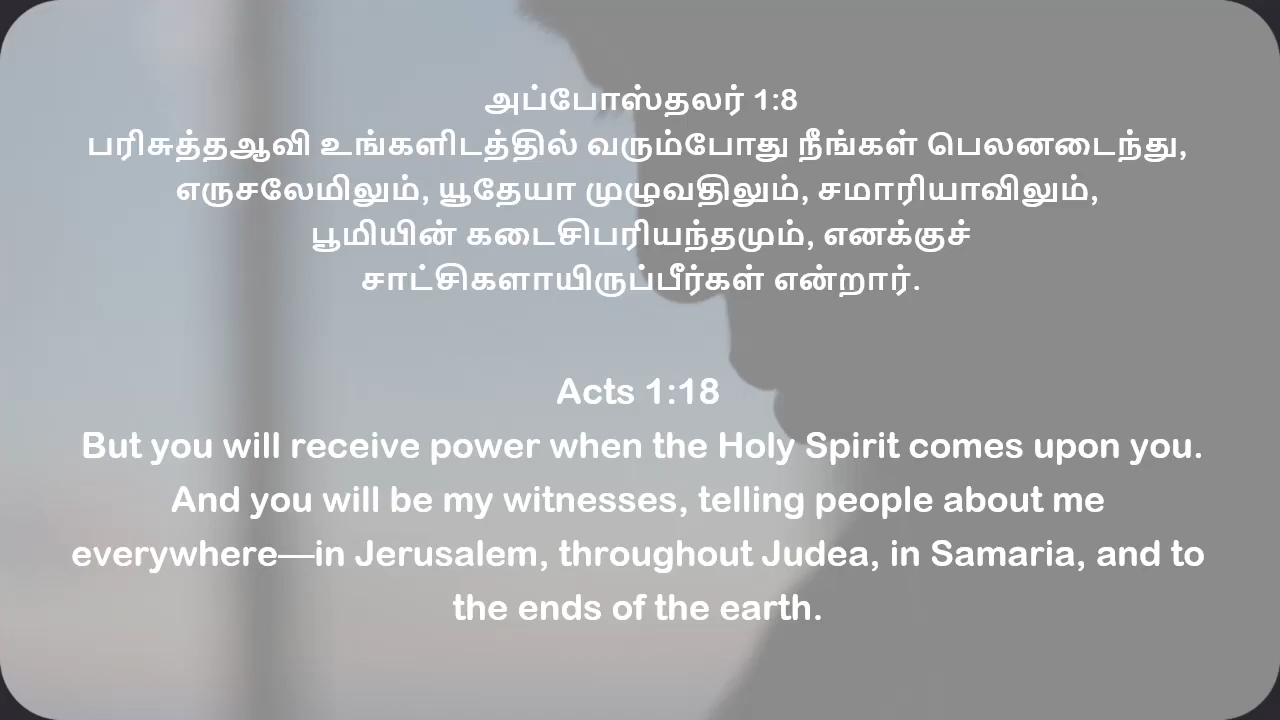 அப்போஸ்தலர் 1:8
பரிசுத்தஆவி உங்களிடத்தில் வரும்போது நீங்கள் பெலனடைந்து,
எருசலேமிலும், யூதேயா முழுவதிலும், சமாரியாவிலும்,
பூமியின் கடைசிபரியந்தமும், எனக்குச்
சாட்சிகளாயிருப்பீர்கள் என்றார்.
Acts 1:18
But you will receive power when the Holy Spirit comes upon you.
And you will be my witnesses, telling people about me
everywhere—in Jerusalem, throughout Judea, in Samaria, and to
the ends of the earth.